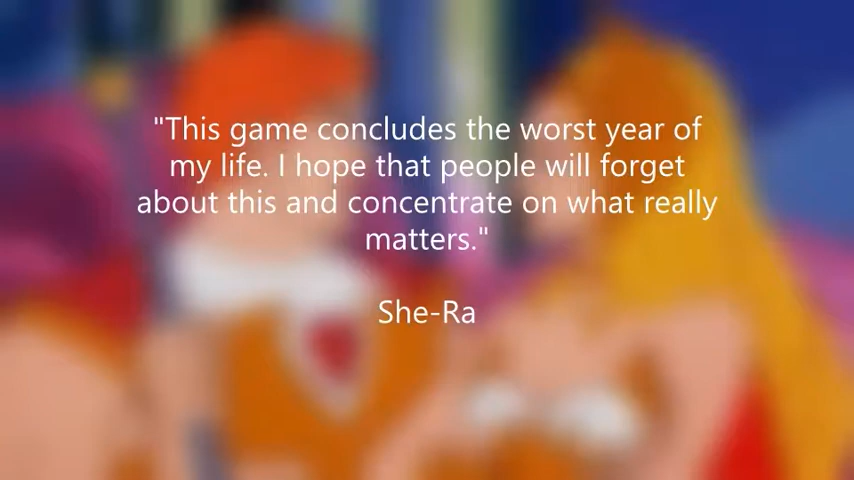 "This game concludes the worst year of
my life. I hope that people will forget
about this and concentrate on what really
matters."
She-Ra